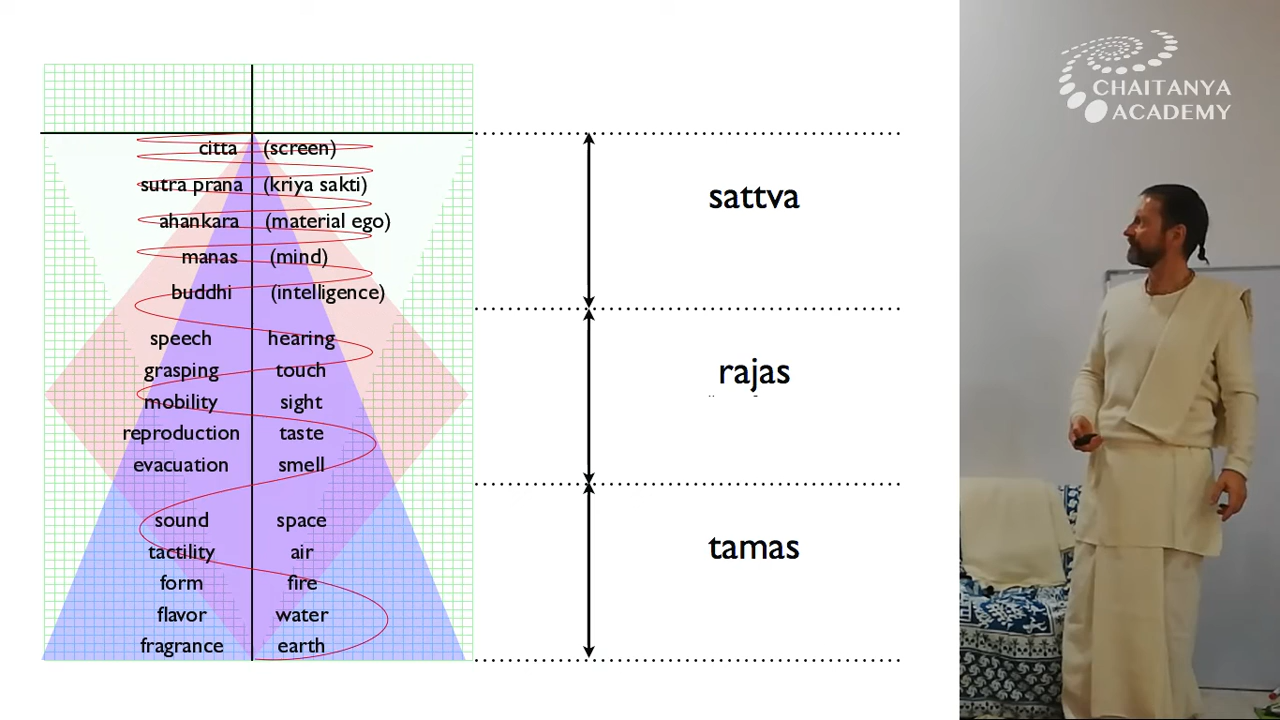 CHAITANYA
ACADEMY
citta (screen)
sutra prana (kriya sakti)
ahankara (material ego)
manas (mind)
buddhi (intelligence)
speech hearing
grasping touch
mobility sight
reproduction taste
evacuation smell
sound space
tactility air
form fire
flavor water
fragrance earth
sattva
rajas
tamas